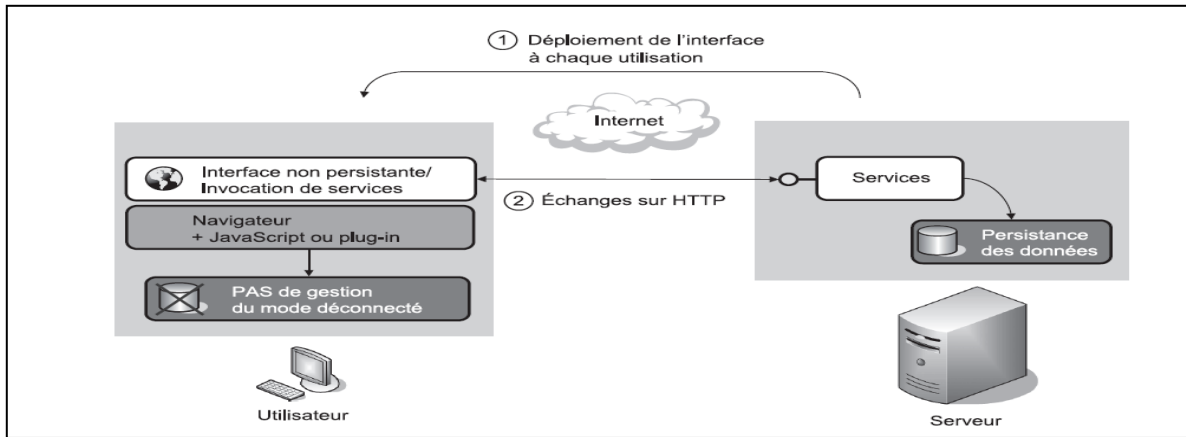 1 Déploiement de l'interface
à chaque utilisation
Internet
Interface non persistante/
Invocation de services
Navigateur
+ JavaScript ou plug-in
PAS de gestion
du mode déconnecté
Utilisateur
2 Échanges sur HTTP
Services
Persistance
des données
Serveur